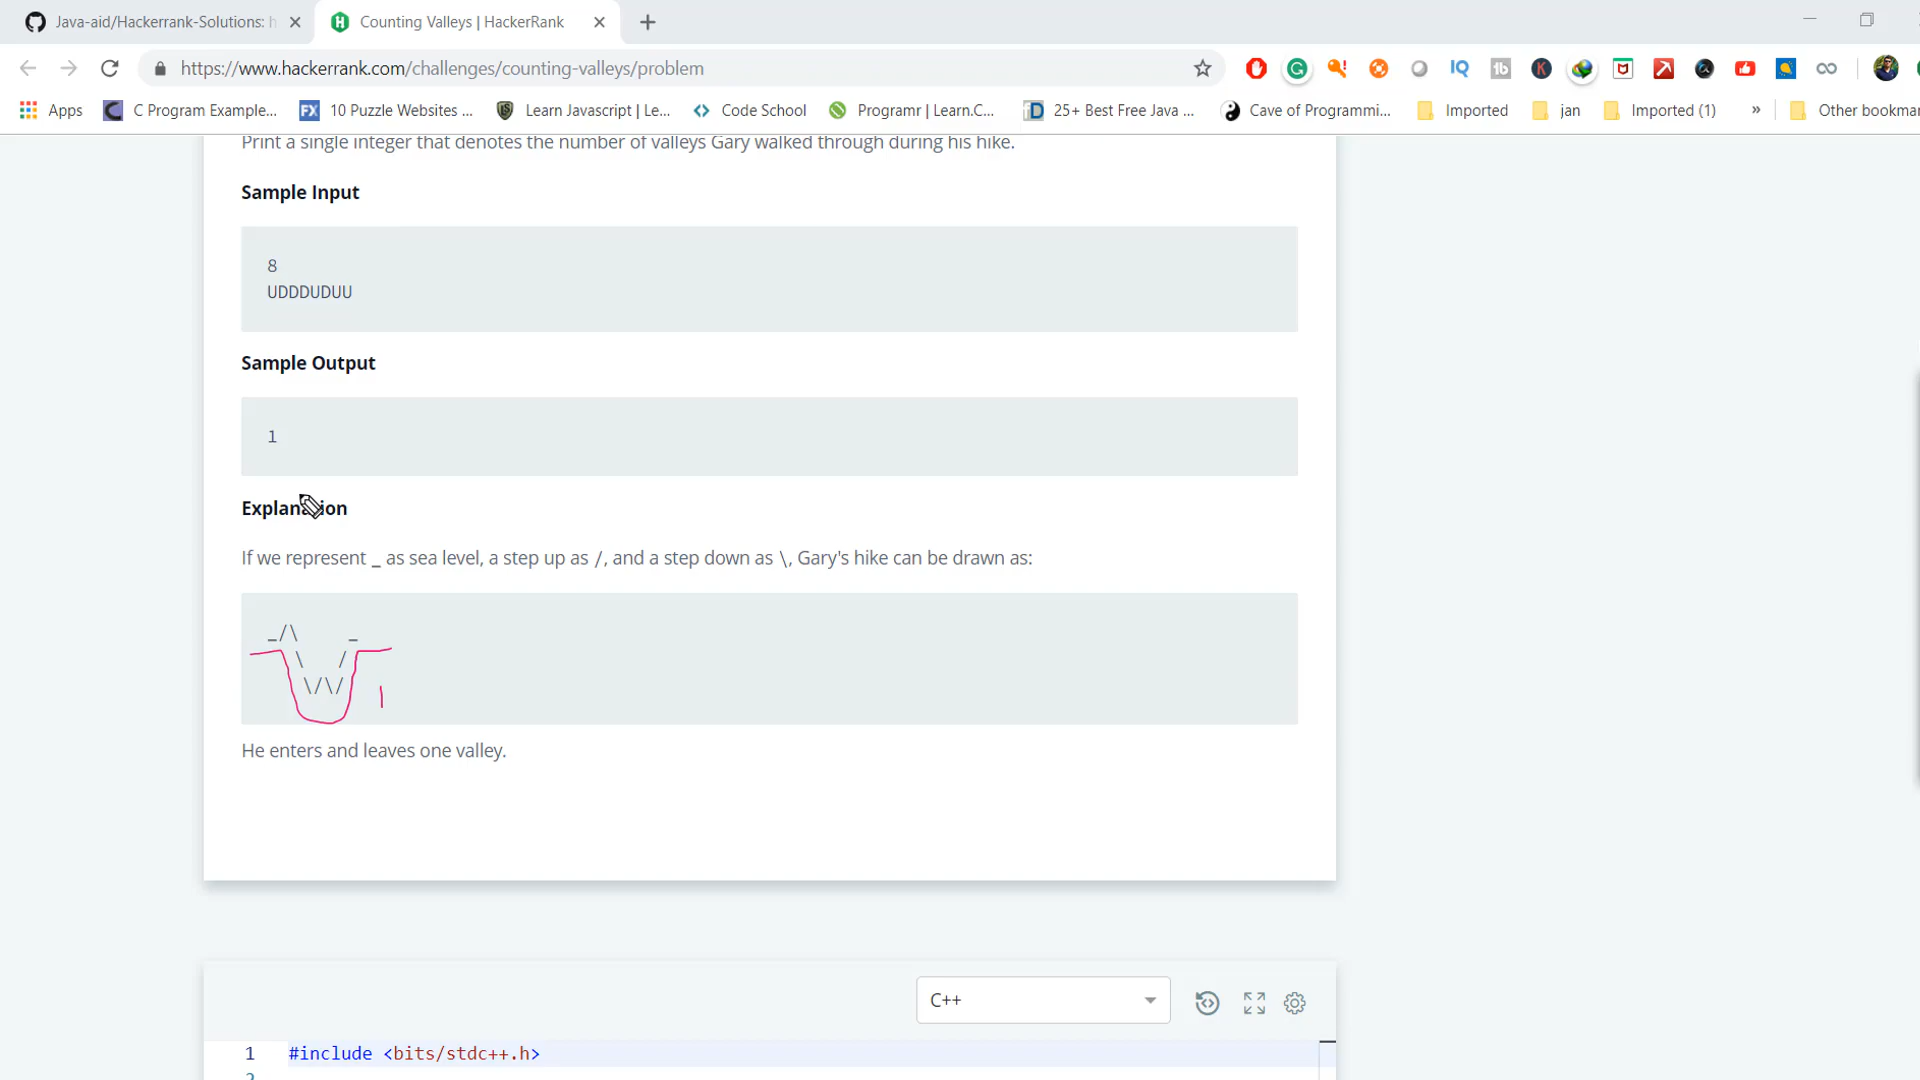 Java-aid/Hackerrank-Solutions: h
Counting Valleys | HackerRank
https://www.hackerrank.com/challenges/counting-valleys/problem
Apps
C Program Example...
10 Puzzle Websites ...
Learn Javascript | Le...
Code School
Programr | Learn.C...
25+ Best Free Java ...
Cave of Programmi...
Imported
jan
Imported (1)
»
Other bookmar
Print a single integer that denotes the number of valleys Gary walked through during his hike.
Sample Input
8
UDDDUDUU
Sample Output
1
Explanation
If we represent _ as sea level, a step up as /, and a step down as \, Gary's hike can be drawn as:
_/\      _
   \    /
    \/\/
1
He enters and leaves one valley.
C++
1 #include <bits/stdc++.h>
2